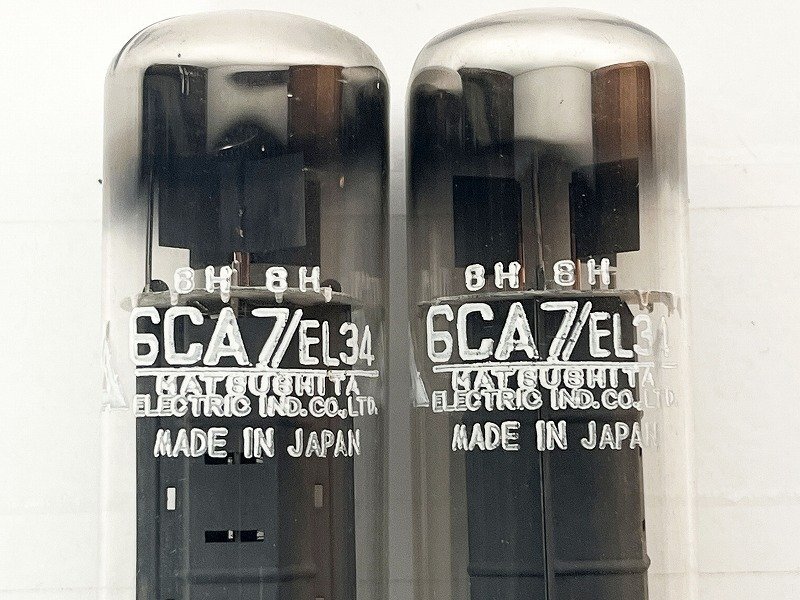 8H 8H
6CA7/EL34
MATSUSHITA
ELECTRIC IND.CO.,LTD.
MADE IN JAPAN
8H 8H
6CA7/EL34
MATSUSHITA
ELECTRIC IND.CO.,LTD.
MADE IN JAPAN